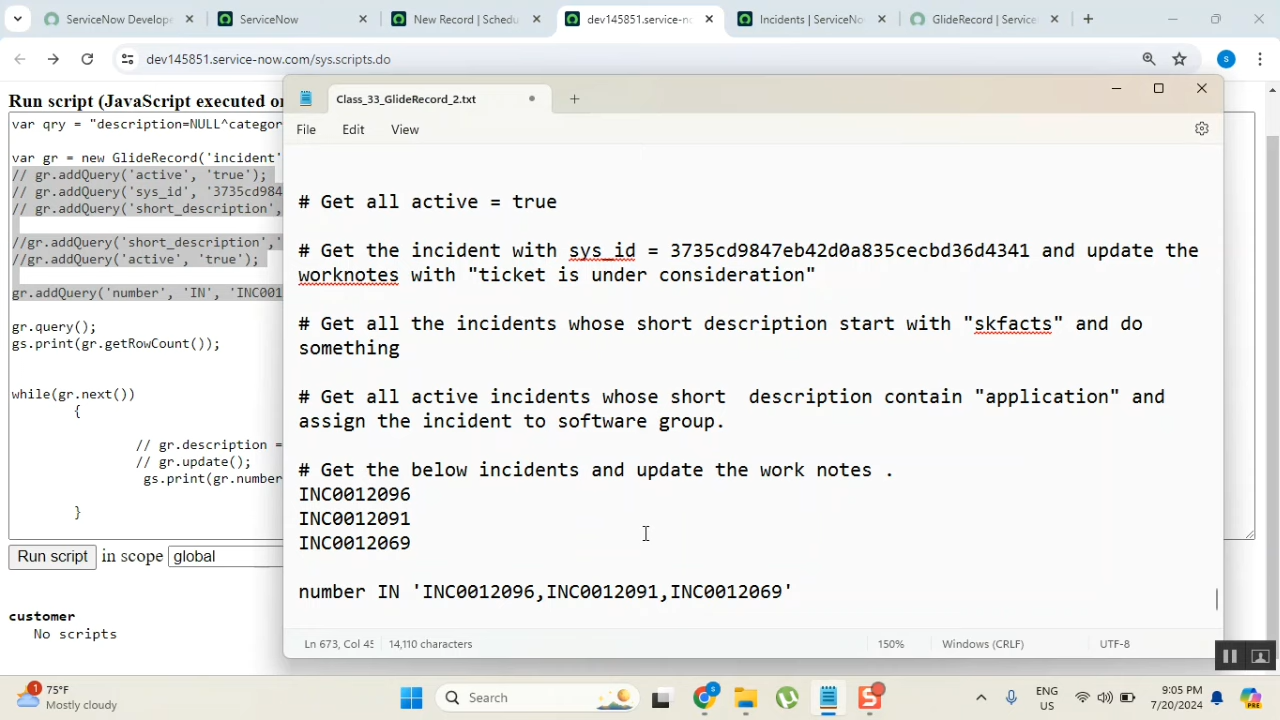 ServiceNow Develope
ServiceNow
New Record | Schedu
dev145851.service-no
Incidents | ServiceNo
GlideRecord | Service
dev145851.service-now.com/sys.scripts.do
Run script (JavaScript executed or
var qry = "description=NULL^categor
var gr = new GlideRecord('incident'
// gr.addQuery('active', 'true');
// gr.addQuery('sys_id', '3735cd984
// gr.addQuery('short_description',
//gr.addQuery('short_description','
//gr.addQuery('active', 'true');
gr.addQuery('number', 'IN', 'INC001
gr.query();
gs.print(gr.getRowCount());
while(gr.next())
{
// gr.description =
// gr.update();
gs.print(gr.number
}
Run script in scope global
customer
No scripts
Class_33_GlideRecord_2.txt
File Edit View
# Get all active = true
# Get the incident with sys_id = 3735cd9847eb42d0a835cecbd36d4341 and update the
worknotes with "ticket is under consideration"
# Get all the incidents whose short description start with "skfacts" and do
something
# Get all active incidents whose short  description contain "application" and
assign the incident to software group.
# Get the below incidents and update the work notes .
INC0012096
INC0012091
INC0012069
number IN 'INC0012096,INC0012091,INC0012069'
Ln 673, Col 45 14,110 characters 150% Windows (CRLF) UTF-8
75°F
Mostly cloudy
Search
ENG
US
9:05 PM
7/20/2024